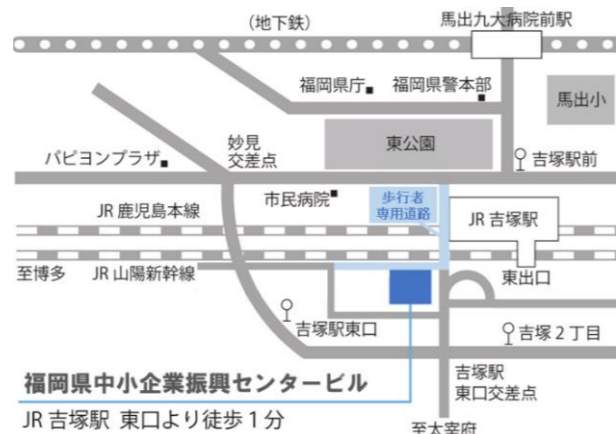 （地下鉄）
馬出九大病院前駅
福岡県庁
福岡県警本部
馬出小
妙見
交差点
東公園
パピヨンプラザ
吉塚駅前
市民病院
歩行者
専用道路
JR 鹿児島本線
JR 吉塚駅
至博多
JR 山陽新幹線
東出口
吉塚駅東口
吉塚 2 丁目
福岡県中小企業振興センタービル
吉塚駅
東口交差点
JR 吉塚駅 東口より徒歩 1 分
至太宰府